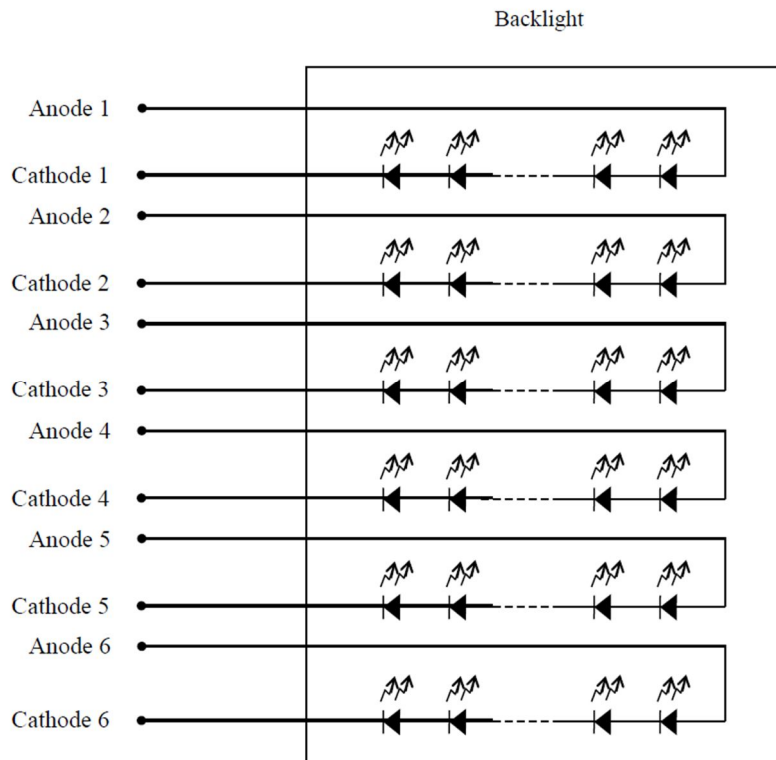 Backlight
Anode 1
Cathode 1
Anode 2
Cathode 2
Anode 3
Cathode 3
Anode 4
Cathode 4
Anode 5
Cathode 5
Anode 6
Cathode 6